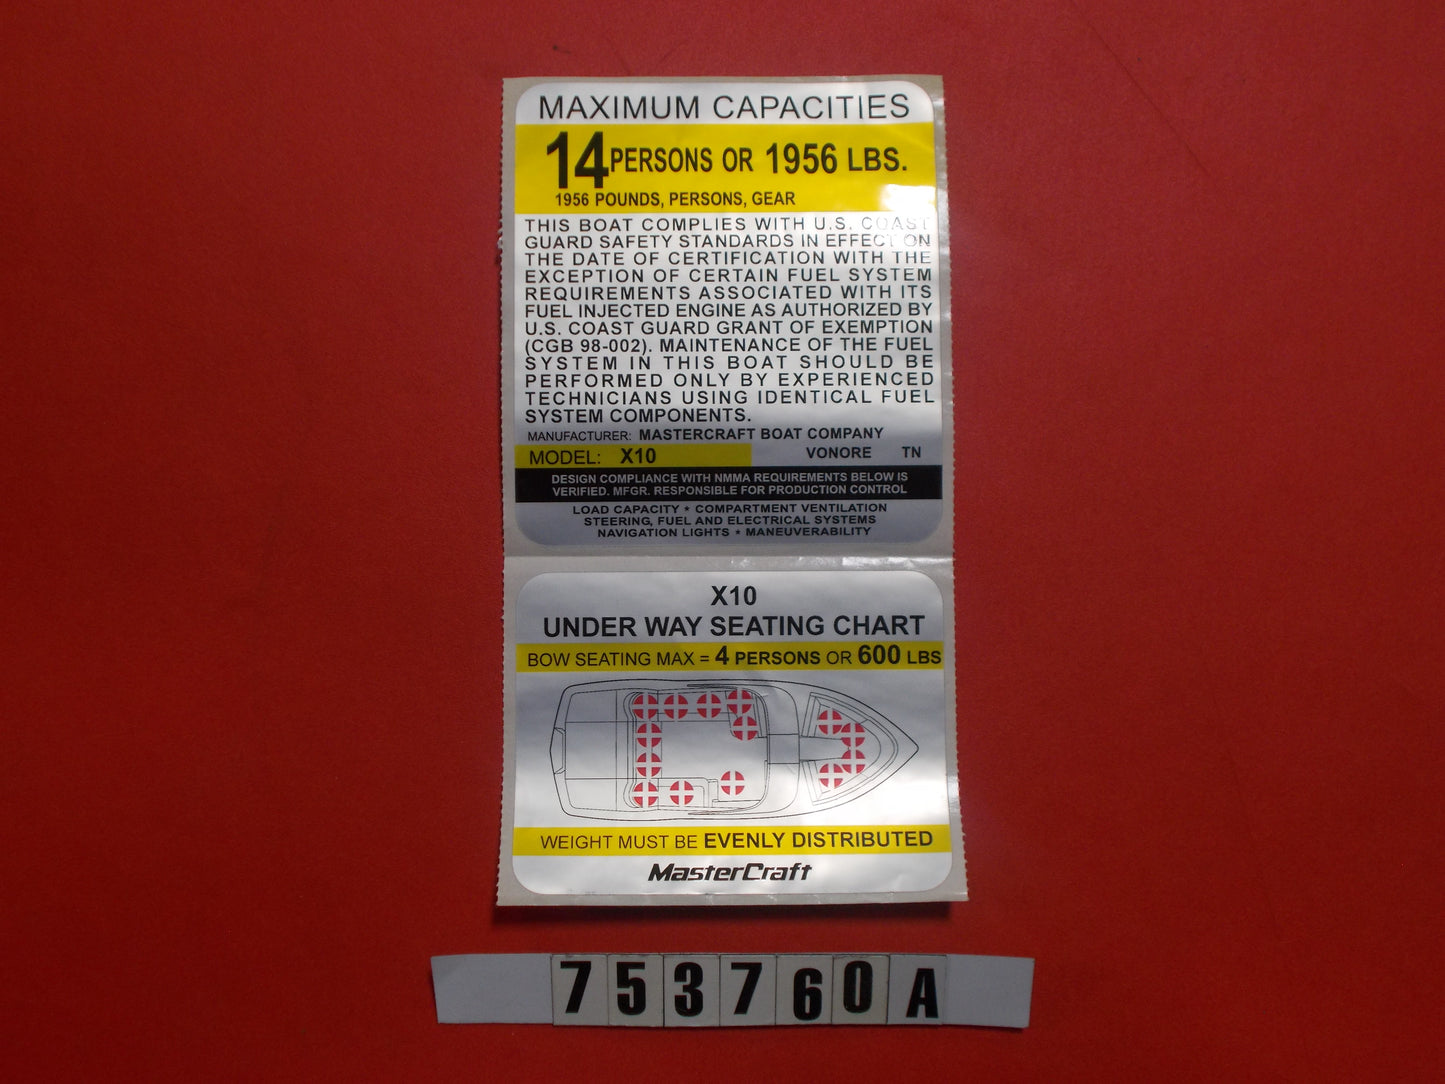 MAXIMUM CAPACITIES
14 PERSONS OR 1956 LBS.
1956 POUNDS, PERSONS, GEAR
THIS BOAT COMPLIES WITH U.S. COAST
GUARD SAFETY STANDARDS IN EFFECT ON
THE DATE OF CERTIFICATION WITH THE
EXCEPTION OF CERTAIN FUEL SYSTEM
REQUIREMENTS ASSOCIATED WITH ITS
FUEL INJECTED ENGINE AS AUTHORIZED BY
U.S. COAST GUARD GRANT OF EXEMPTION
(CGB 98-002). MAINTENANCE OF THE FUEL
SYSTEM IN THIS BOAT SHOULD BE
PERFORMED ONLY BY EXPERIENCED
TECHNICIANS USING IDENTICAL FUEL
SYSTEM COMPONENTS.
MANUFACTURER: MASTERCRAFT BOAT COMPANY
MODEL: X10 VONORE TN
DESIGN COMPLIANCE WITH NMMA REQUIREMENTS BELOW IS
VERIFIED. MFGR. RESPONSIBLE FOR PRODUCTION CONTROL
LOAD CAPACITY * COMPARTMENT VENTILATION
STEERING, FUEL AND ELECTRICAL SYSTEMS
NAVIGATION LIGHTS * MANEUVERABILITY
X10
UNDER WAY SEATING CHART
BOW SEATING MAX = 4 PERSONS OR 600 LBS
WEIGHT MUST BE EVENLY DISTRIBUTED
MasterCraft
753760A